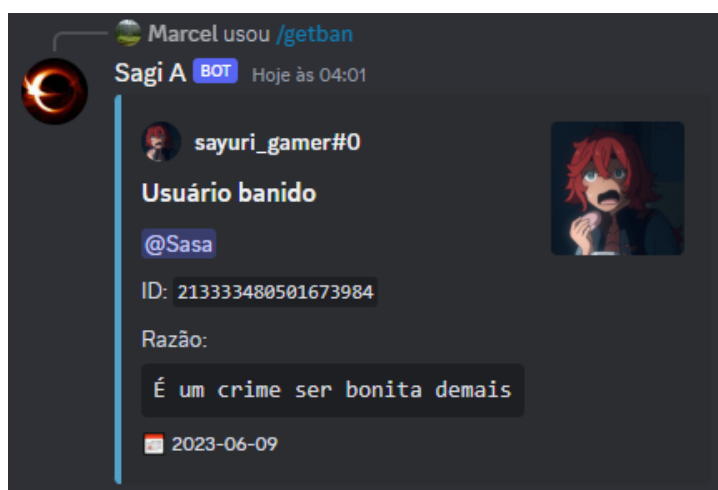 Marcel usou /getban
Sagi A BOT Hoje às 04:01
sayuri_gamer#0
Usuário banido
@Sasa
ID: 213333480501673984
Razão:
É um crime ser bonita demais
2023-06-09